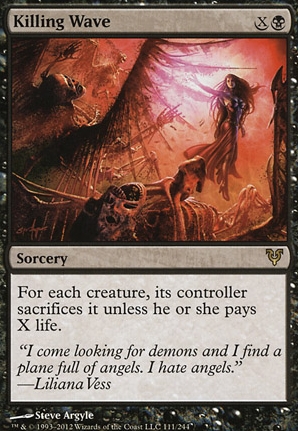 Killing Wave X
Sorcery
For each creature, its controller
sacrifices it unless he or she pays
X life.
“I come looking for demons and I find a
plane full of angels. I hate angels.”
—Liliana Vess
Steve Argyle
™ & © 1993–2012 Wizards of the Coast LLC 111/244